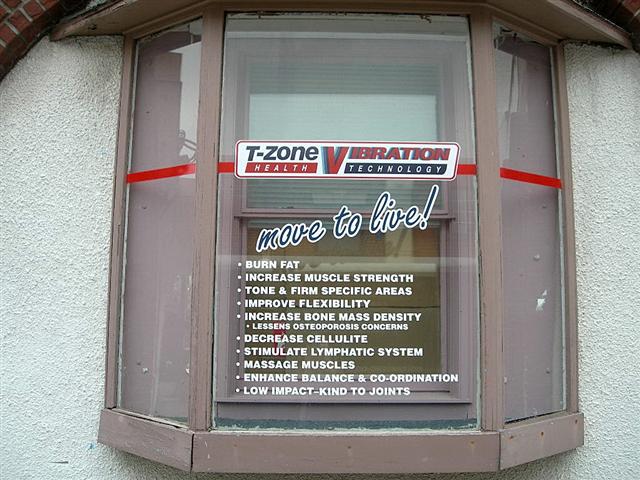 T-ZONE VIBRATION
HEALTH TECHNOLOGY
move to live!
• BURN FAT
• INCREASE MUSCLE STRENGTH
• TONE & FIRM SPECIFIC AREAS
• IMPROVE FLEXIBILITY
• INCREASE BONE MASS DENSITY
• LESSENS OSTEOPOROSIS CONCERNS
• DECREASE CELLULITE
• STIMULATE LYMPHATIC SYSTEM
• MASSAGE MUSCLES
• ENHANCE BALANCE & CO-ORDINATION
• LOW IMPACT–KIND TO JOINTS